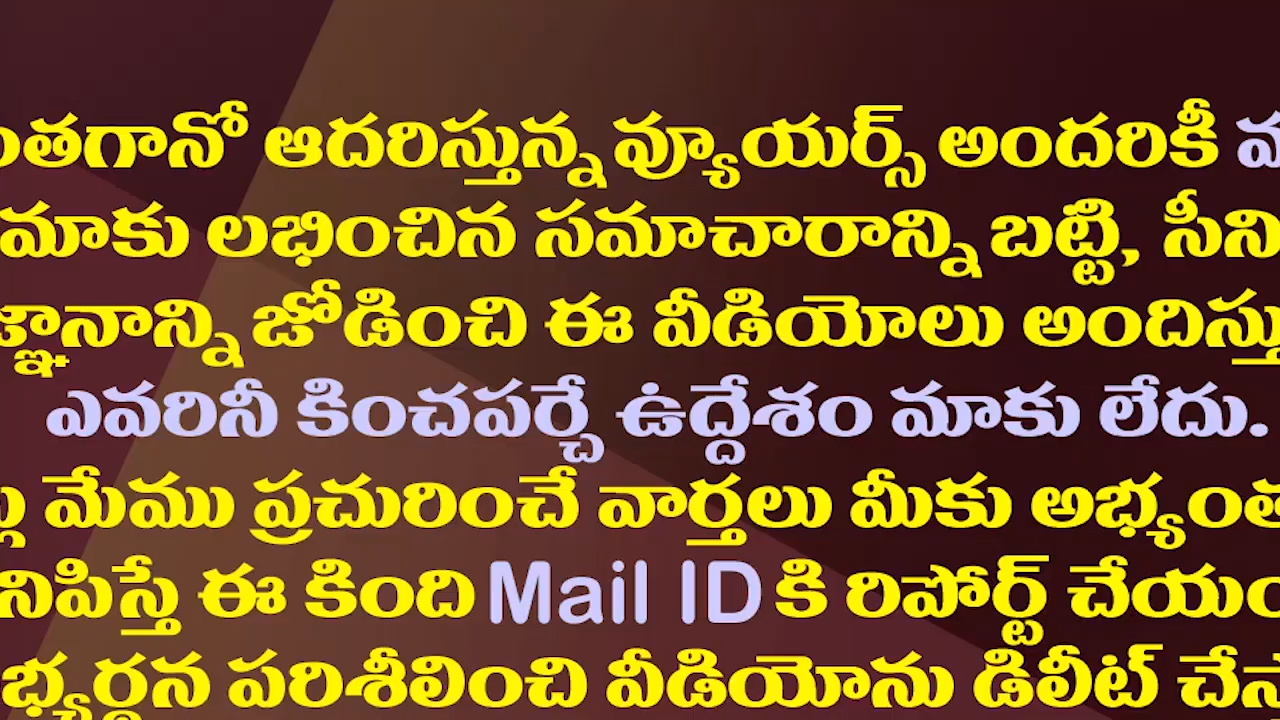 ఆదరిస్తున్న వ్యూయర్స్ అందరికీ
మాకు లభించిన సమాచారాన్ని బట్టి,
జోడించి ఈ వీడియోలు
ఎవరినీ కించపర్చే ఉద్దేశం మాకు లేదు.
మేము ప్రచురించే వార్తలు మీకు
ఈ కింది Mail ID కి రిపోర్ట్
పరిశీలించి వీడియోను డిలీట్